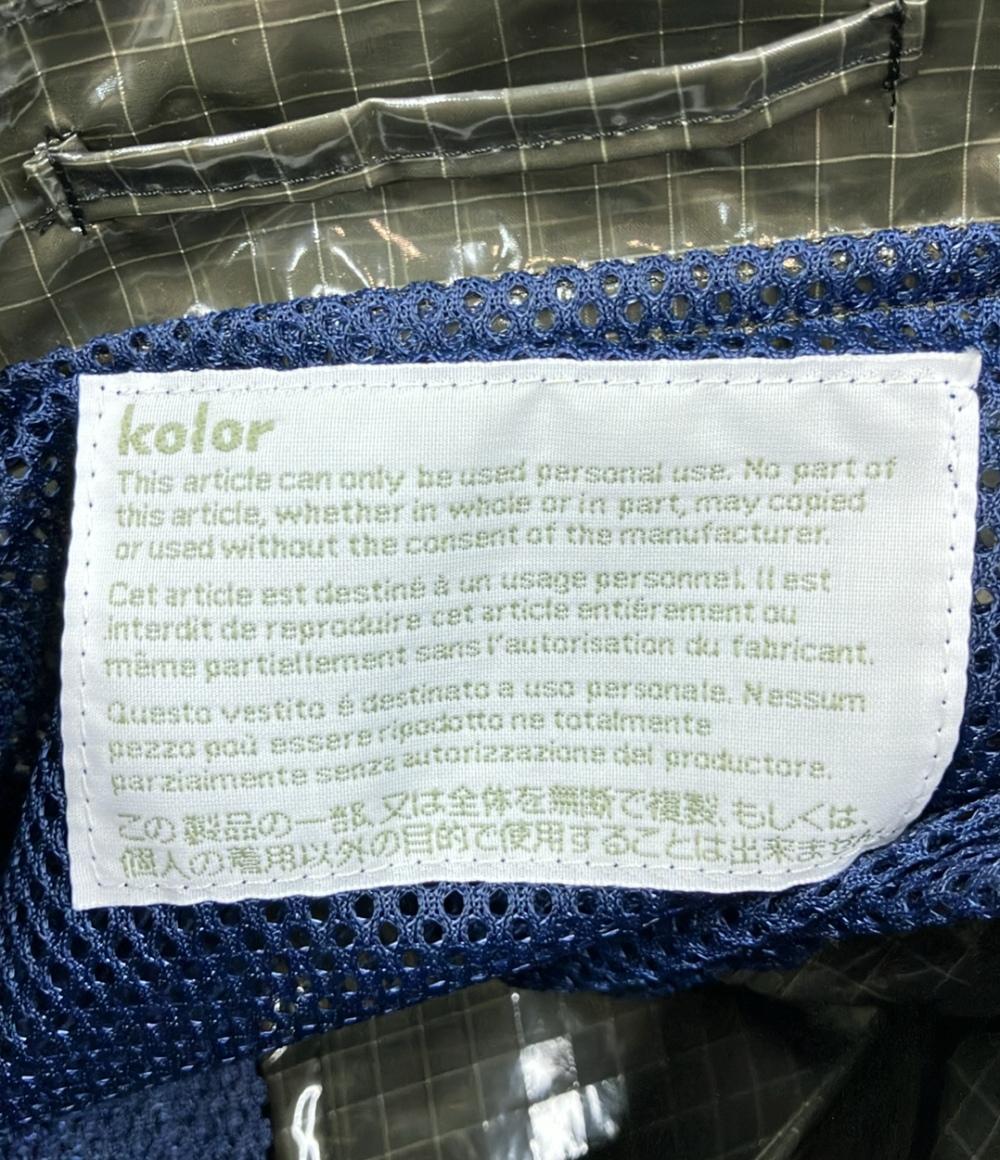 kolor
This article can only be used personal use. No part of
this article, whether in whole or in part, may copied
or used without the consent of the manufacturer.
Cet article est destiné à un usage personnel. Il est
interdit de reproduire cet article entiérement ou
même partiellement sans l'autorisation du fabricant.
Questo vestito é destinato a uso personale. Nessum
pezzo poú essere ripodotto ne totalmente
parzialmente senza autorizzazione del productore.
この製品の一部、又は全体を無断で複製、もしくは、
個人の着用以外の目的で使用することは出来ませ